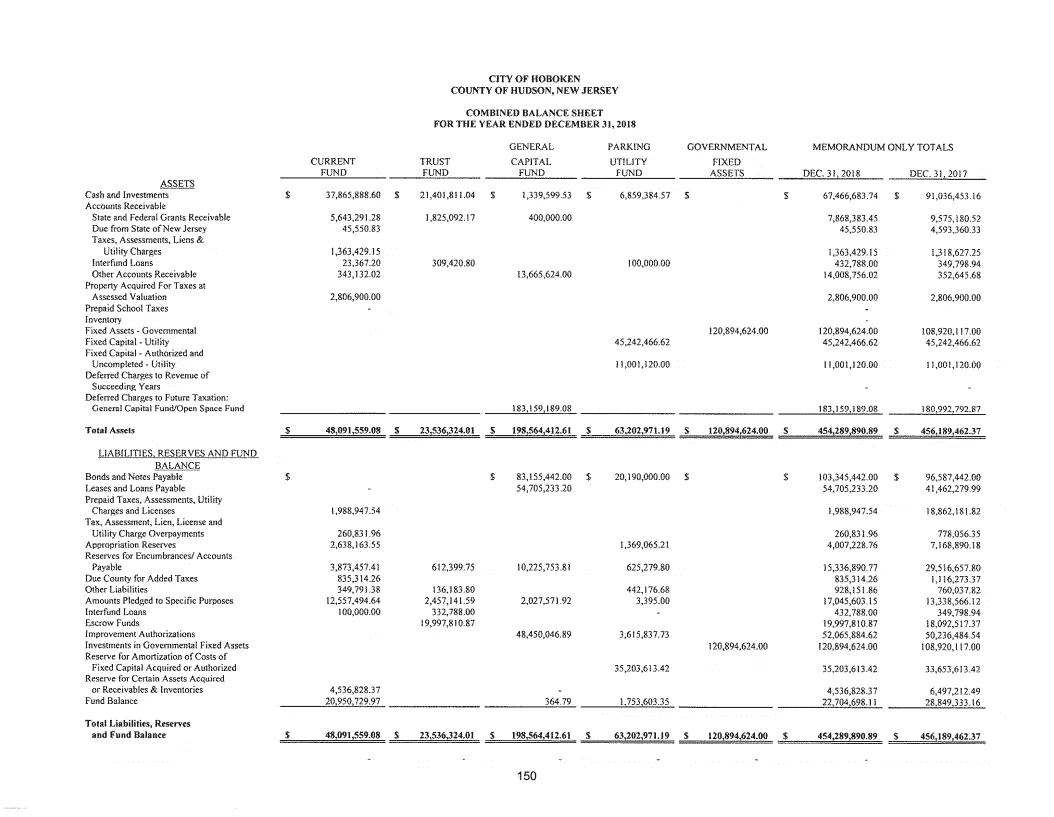 CITY OF HOBOKEN
COUNTY OF HUDSON, NEW JERSEY
COMBINED BALANCE SHEET
FOR THE YEAR ENDED DECEMBER 31, 2018
GENERAL PARKING GOVERNMENTAL MEMORANDUM ONLY TOTALS
CURRENT TRUST CAPITAL UTILITY FIXED
FUND FUND FUND FUND ASSETS DEC. 31, 2018 DEC. 31, 2017
ASSETS
Cash and Investments $ 37,865,888.60 $ 21,401,811.04 $ 1,339,599.53 $ 6,859,384.57 $ $ 67,466,683.74 $ 91,036,453.16
Accounts Receivable
State and Federal Grants Receivable 5,643,291.28 1,825,092.17 400,000.00 7,868,383.45 9,575,180.52
Due from State of New Jersey 45,550.83 45,550.83 4,593,360.33
Taxes, Assessments, Liens &
Utility Charges 1,363,429.15 1,363,429.15 1,318,627.25
Interfund Loans 23,367.20 309,420.80 100,000.00 432,788.00 349,798.94
Other Accounts Receivable 343,132.02 13,665,624.00 14,008,756.02 352,645.68
Property Acquired For Taxes at
Assessed Valuation 2,806,900.00 2,806,900.00 2,806,900.00
Prepaid School Taxes - -
Inventory -
Fixed Assets - Governmental 120,894,624.00 120,894,624.00 108,920,117.00
Fixed Capital - Utility 45,242,466.62 45,242,466.62 45,242,466.62
Fixed Capital - Authorized and
Uncompleted - Utility 11,001,120.00 11,001,120.00 11,001,120.00
Deferred Charges to Revenue of
Succeeding Years - -
Deferred Charges to Future Taxation:
General Capital Fund/Open Space Fund 183,159,189.08 183,159,189.08 180,992,792.87
Total Assets $ 48,091,559.08 $ 23,536,324.01 $ 198,564,412.61 $ 63,202,971.19 $ 120,894,624.00 $ 454,289,890.89 $ 456,189,462.37
LIABILITIES, RESERVES AND FUND
BALANCE
Bonds and Notes Payable $ $ 83,155,442.00 $ 20,190,000.00 $ $ 103,345,442.00 $ 96,587,442.00
Leases and Loans Payable - 54,705,233.20 54,705,233.20 41,462,279.99
Prepaid Taxes, Assessments, Utility
Charges and Licenses 1,988,947.54 1,988,947.54 18,862,181.82
Tax, Assessment, Lien, License and
Utility Charge Overpayments 260,831.96 260,831.96 778,056.35
Appropriation Reserves 2,638,163.55 1,369,065.21 4,007,228.76 7,168,890.18
Reserves for Encumbrances/ Accounts
Payable 3,873,457.41 612,399.75 10,225,753.81 625,279.80 15,336,890.77 29,516,657.80
Due County for Added Taxes 835,314.26 835,314.26 1,116,273.37
Other Liabilities 349,791.38 136,183.80 442,176.68 928,151.86 760,037.82
Amounts Pledged to Specific Purposes 12,557,494.64 2,457,141.59 2,027,571.92 3,395.00 17,045,603.15 13,338,566.12
Interfund Loans 100,000.00 332,788.00 - 432,788.00 349,798.94
Escrow Funds 19,997,810.87 19,997,810.87 18,092,517.37
Improvement Authorizations 48,450,046.89 3,615,837.73 52,065,884.62 50,236,484.54
Investments in Governmental Fixed Assets 120,894,624.00 120,894,624.00 108,920,117.00
Reserve for Amortization of Costs of
Fixed Capital Acquired or Authorized 35,203,613.42 35,203,613.42 33,653,613.42
Reserve for Certain Assets Acquired
or Receivables & Inventories 4,536,828.37 - 4,536,828.37 6,497,212.49
Fund Balance 20,950,729.97 364.79 1,753,603.35 22,704,698.11 28,849,333.16
Total Liabilities, Reserves
and Fund Balance $ 48,091,559.08 $ 23,536,324.01 $ 198,564,412.61 $ 63,202,971.19 $ 120,894,624.00 $ 454,289,890.89 $ 456,189,462.37
- - - - - -
150